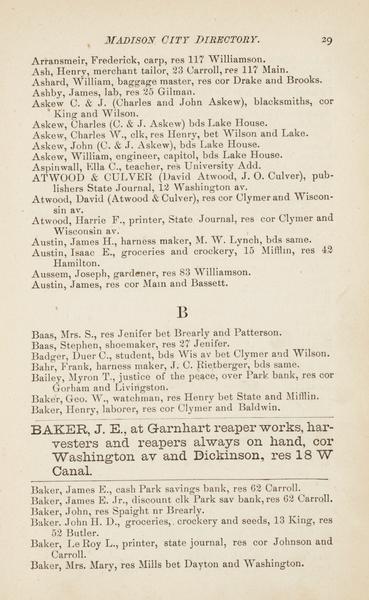 MADISON CITY DIRECTORY. 29
Arransmeir, Frederick, carp, res 117 Williamson.
Ash, Henry, merchant tailor, 23 Carroll, res 117 Main.
Ashard, William, baggage master, res cor Drake and Brooks.
Ashby, James, lab, res 25 Gilman.
Askew C. & J. (Charles and John Askew), blacksmiths, cor
King and Wilson.
Askew, Charles (C. & J. Askew) bds Lake House.
Askew, Charles W., clk, res Henry, bet Wilson and Lake.
Askew, John (C. & J. Askew), bds Lake House.
Askew, William, engineer, capitol, bds Lake House.
Aspinwall, Ella C., teacher, res University Add.
ATWOOD & CULVER (David Atwood, J. O. Culver), pub-
lishers State Journal, 12 Washington av.
Atwood, David (Atwood & Culver), res cor Clymer and Wiscon-
sin av.
Atwood, Harrie F., printer, State Journal, res cor Clymer and
Wisconsin av.
Austin, James H., harness maker, M. W. Lynch, bds same.
Austin, Isaac E., groceries and crockery, 15 Mifflin, res 42
Hamilton.
Aussem, Joseph, gardener, res 83 Williamson.
Austin, James, res cor Main and Bassett.
B
Baas, Mrs. S., res Jenifer bet Brearly and Patterson.
Baas, Stephen, shoemaker, res 27 Jenifer.
Badger, Duer C., student, bds Wis av bet Clymer and Wilson.
Bahr, Frank, harness maker, J. C. Rietberger, bds same.
Bailey, Myron T., justice of the peace, over Park bank, res cor
Gorham and Livingston.
Baker, Geo. W., watchman, res Henry bet State and Mifflin.
Baker, Henry, laborer, res cor Clymer and Baldwin.
BAKER, J. E., at Garnhart reaper works, har-
vesters and reapers always on hand, cor
Washington av and Dickinson, res 18 W
Canal.
Baker, James E., cash Park savings bank, res 62 Carroll.
Baker, James E. Jr., discount clk Park sav bank, res 62 Carroll.
Baker, John, res Spaight nr Brearly.
Baker. John H. D., groceries, crockery and seeds, 13 King, res
52 Butler.
Baker, Le Roy L., printer, state journal, res cor Johnson and
Carroll.
Baker, Mrs. Mary, res Mills bet Dayton and Washington.